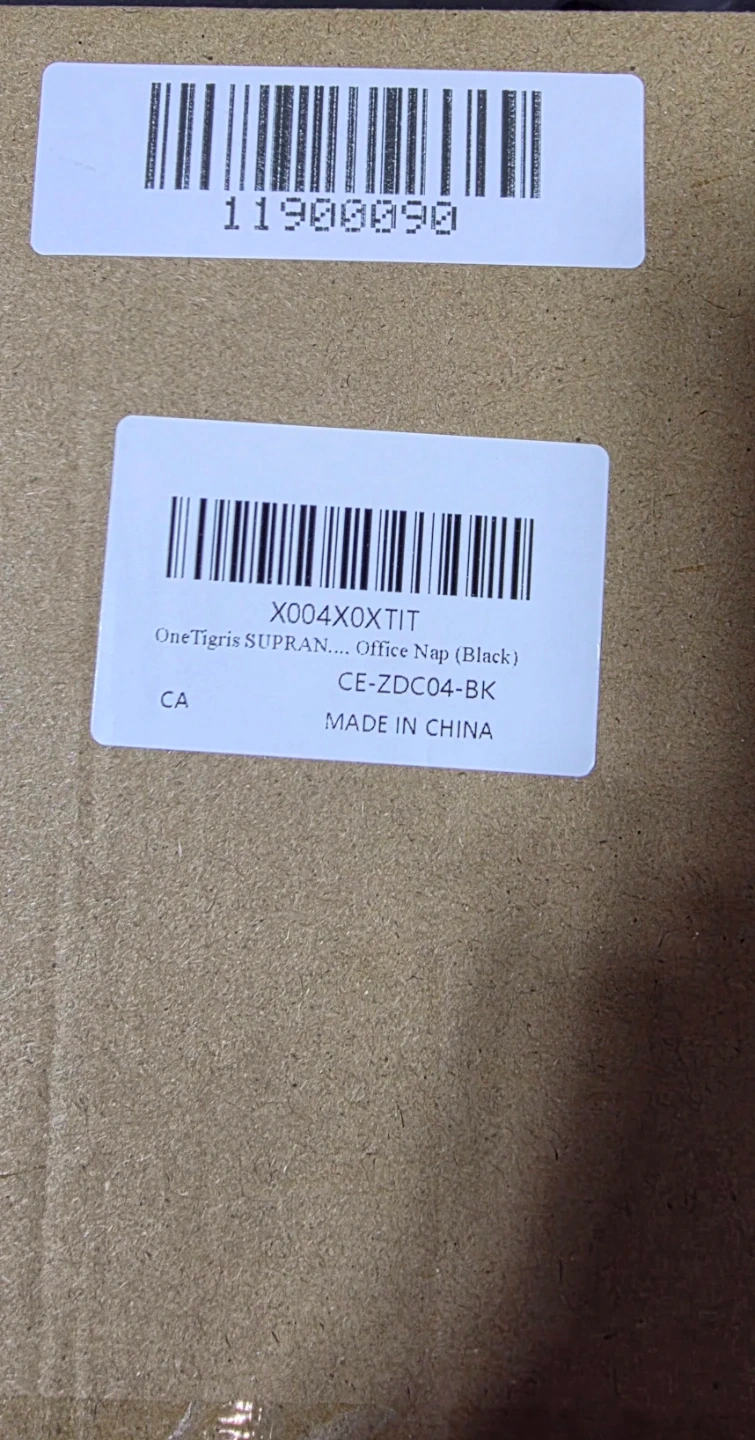 11900090
X004X0XTIT
OneTigris SUPRAN.... Office Nap (Black)
CE-ZDC04-BK
CA
MADE IN CHINA